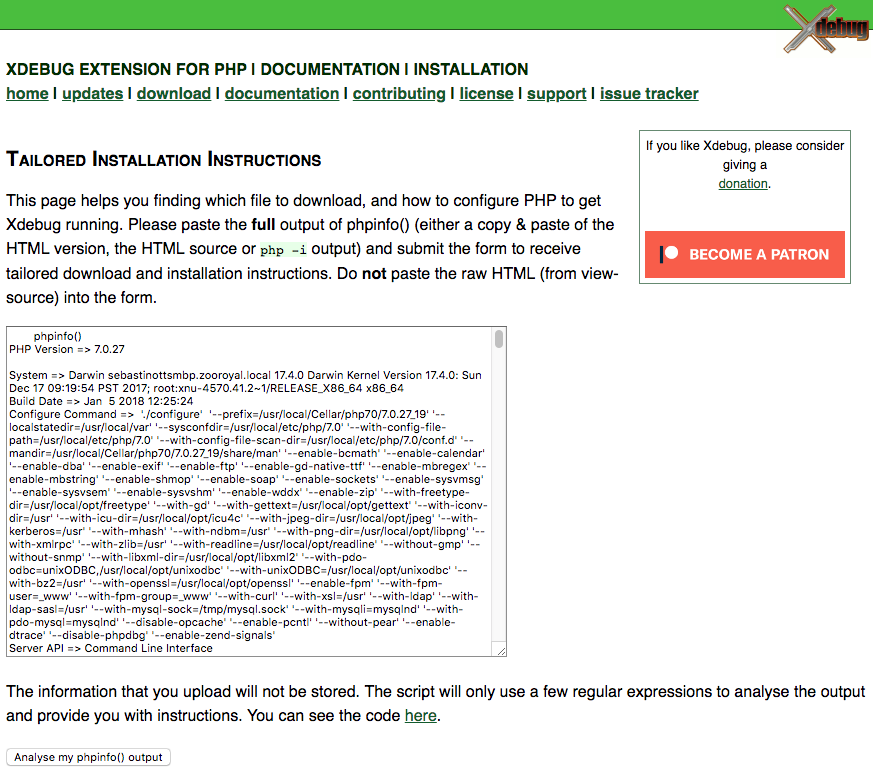 Xdebug
XDEBUG EXTENSION FOR PHP | DOCUMENTATION | INSTALLATION
home | updates | download | documentation | contributing | license | support | issue tracker
TAILORED INSTALLATION INSTRUCTIONS
This page helps you finding which file to download, and how to configure PHP to get
Xdebug running. Please paste the full output of phpinfo() (either a copy & paste of the
HTML version, the HTML source or php -i output) and submit the form to receive
tailored download and installation instructions. Do not paste the raw HTML (from view-
source) into the form.
If you like Xdebug, please consider
giving a
donation.
BECOME A PATRON
phpinfo()
PHP Version => 7.0.27
System => Darwin sebastinottsmbp.zooroyal.local 17.4.0 Darwin Kernel Version 17.4.0: Sun
Dec 17 09:19:54 PST 2017; root:xnu-4570.41.2~1/RELEASE_X86_64 x86_64
Build Date => Jan  5 2018 12:25:24
Configure Command =>  './configure'  '--prefix=/usr/local/Cellar/php70/7.0.27_19' '--
localstatedir=/usr/local/var' '--sysconfdir=/usr/local/etc/php/7.0' '--with-config-file-
path=/usr/local/etc/php/7.0' '--with-config-file-scan-dir=/usr/local/etc/php/7.0/conf.d' '--
mandir=/usr/local/Cellar/php70/7.0.27_19/share/man' '--enable-bcmath' '--enable-calendar'
'--enable-dba' '--enable-exif' '--enable-ftp' '--enable-gd-native-ttf' '--enable-mbregex' '--
enable-mbstring' '--enable-shmop' '--enable-soap' '--enable-sockets' '--enable-sysvmsg'
'--enable-sysvsem' '--enable-sysvshm' '--enable-wddx' '--enable-zip' '--with-freetype-
dir=/usr/local/opt/freetype' '--with-gd' '--with-gettext=/usr/local/opt/gettext' '--with-iconv-
dir=/usr' '--with-icu-dir=/usr/local/opt/icu4c' '--with-jpeg-dir=/usr/local/opt/jpeg' '--with-
kerberos=/usr' '--with-mhash' '--with-ndbm=/usr' '--with-png-dir=/usr/local/opt/libpng' '--
with-xmlrpc' '--with-zlib=/usr' '--with-readline=/usr/local/opt/readline' '--without-gmp' '--
without-snmp' '--with-libxml-dir=/usr/local/opt/libxml2' '--with-pdo-
odbc=unixODBC,/usr/local/opt/unixodbc' '--with-unixODBC=/usr/local/opt/unixodbc' '--
with-bz2=/usr' '--with-openssl=/usr/local/opt/openssl' '--enable-fpm' '--with-fpm-
user=_www' '--with-fpm-group=_www' '--with-curl' '--with-xsl=/usr' '--with-ldap' '--with-
ldap-sasl=/usr' '--with-mysql-sock=/tmp/mysql.sock' '--with-mysqli=mysqlnd' '--with-
pdo-mysql=mysqlnd' '--disable-opcache' '--enable-pcntl' '--without-pear' '--enable-
dtrace' '--disable-phpdbg' '--enable-zend-signals'
Server API => Command Line Interface
The information that you upload will not be stored. The script will only use a few regular expressions to analyse the output
and provide you with instructions. You can see the code here.
Analyse my phpinfo() output